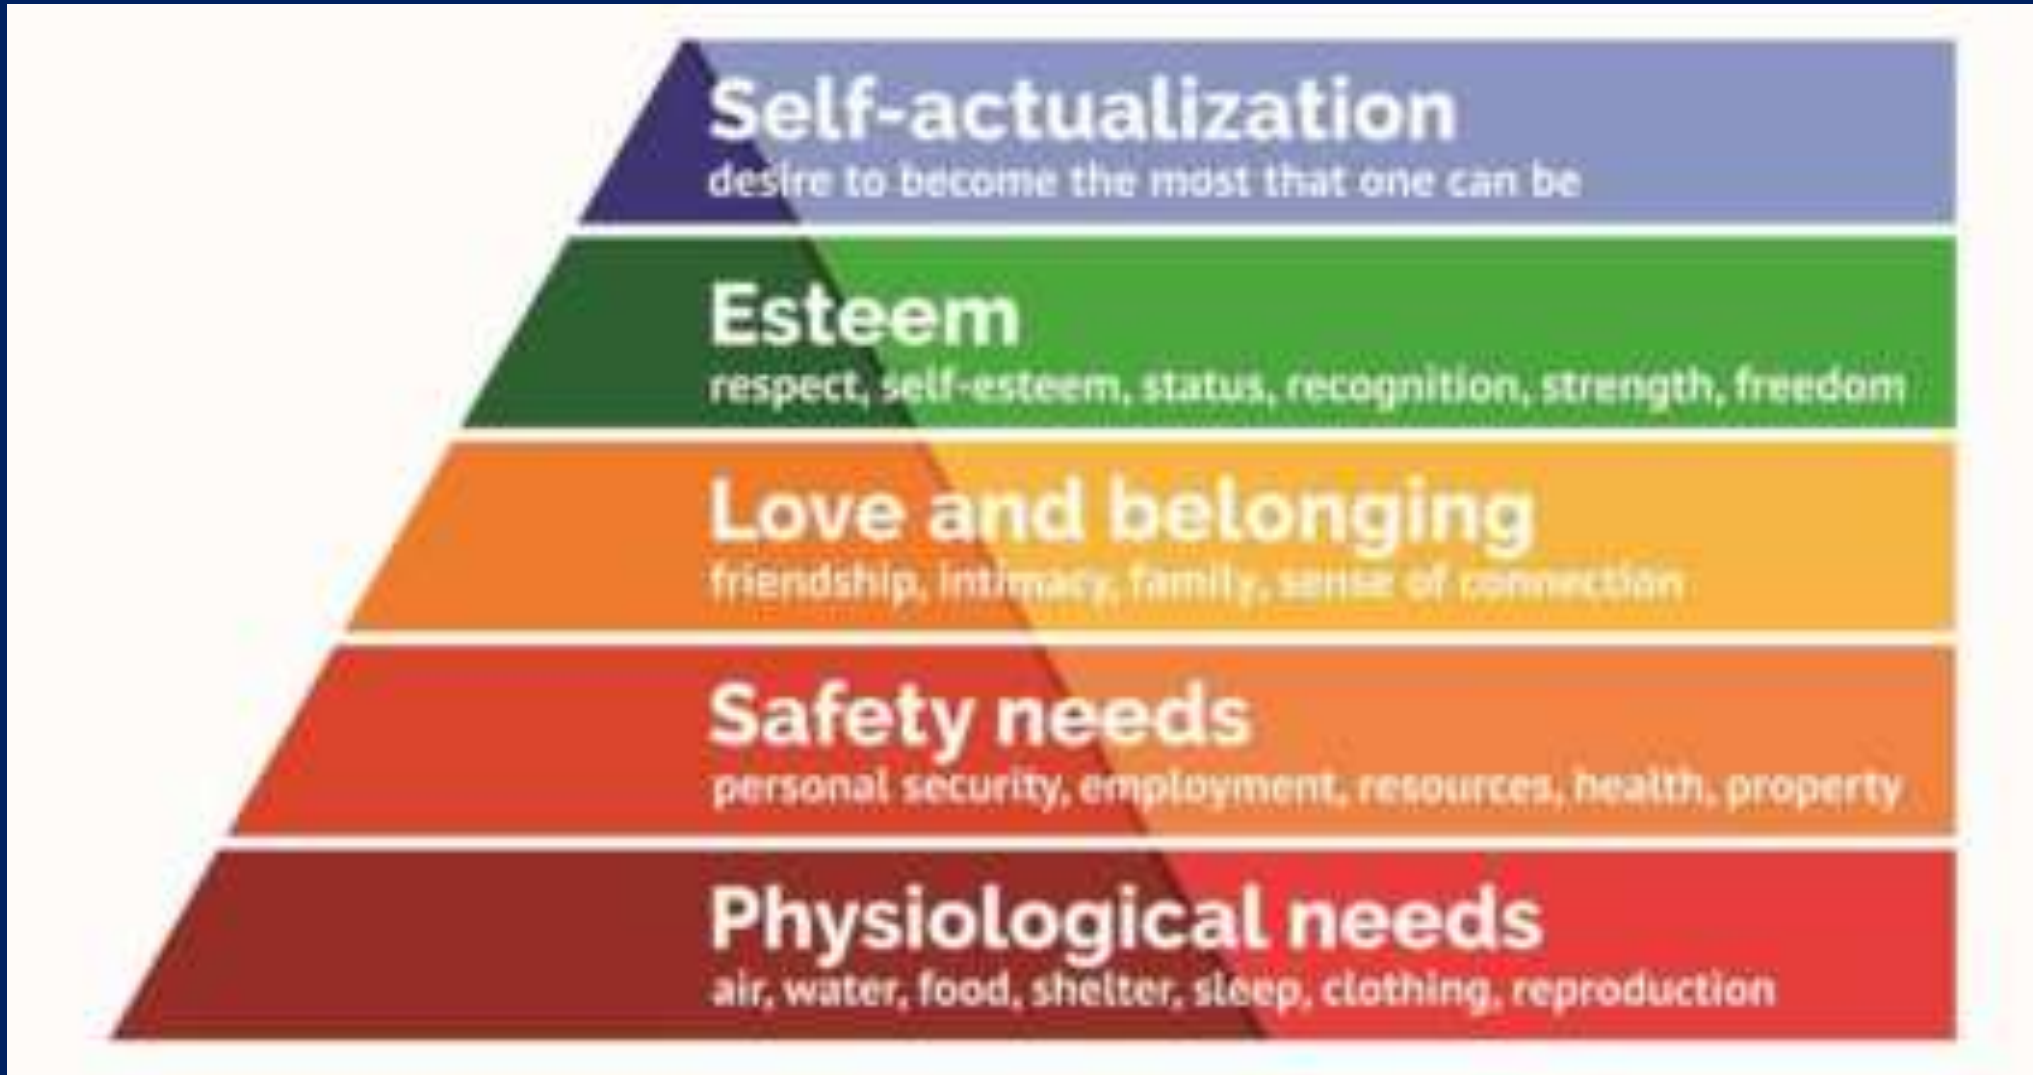 Self-actualization
desire to become the most that one can be
Esteem
respect, self-esteem, status, recognition, strength, freedom
Love and belonging
friendship, intimacy, family, sense of connection
Safety needs
personal security, employment, resources, health, property
Physiological needs
air, water, food, shelter, sleep, clothing, reproduction